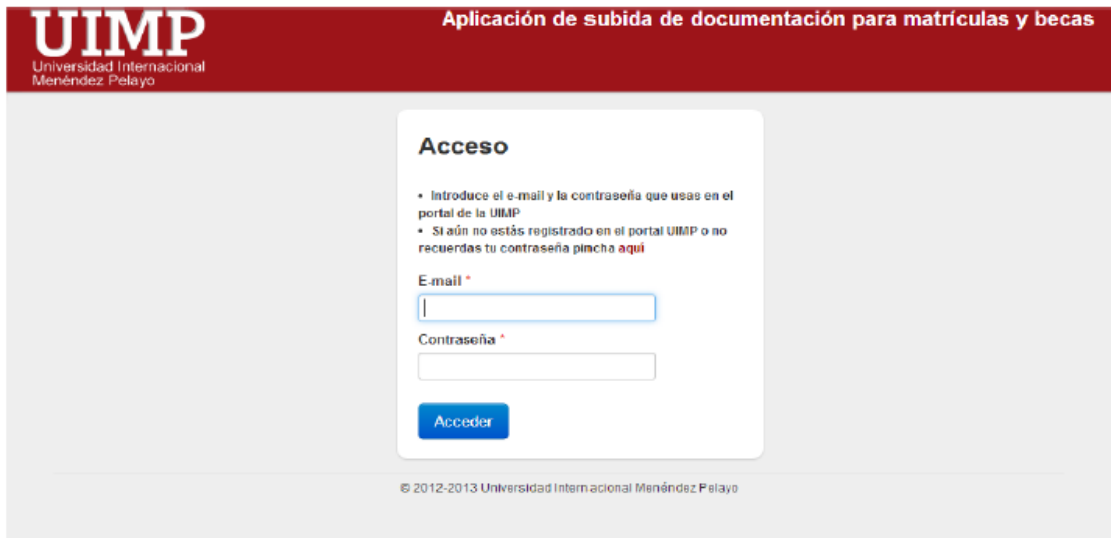 UIMP
Universidad Internacional
Menéndez Pelayo
Aplicación de subida de documentación para matrículas y becas
Acceso
• Introduce el e-mail y la contraseña que usas en el
portal de la UIMP
• Si aún no estás registrado en el portal UIMP o no
recuerdas tu contraseña pincha aquí
E-mail *
Contraseña *
Acceder
© 2012-2013 Universidad Internacional Menéndez Pelayo